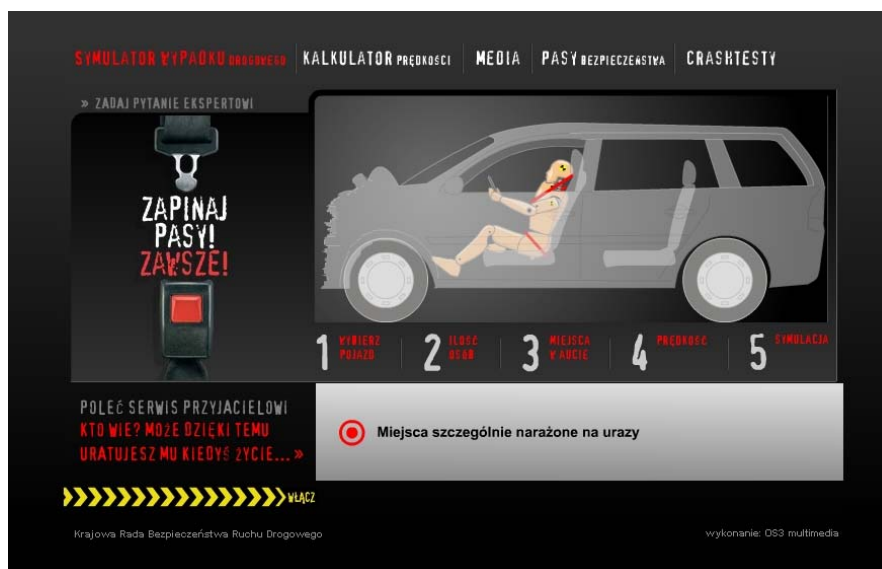 SYMULATOR WYPADKU DROGOWEGO
KALKULATOR PRĘDKOŚCI
MEDIA
PASY BEZPIECZEŃSTWA
CRASHTESTY
» ZADAJ PYTANIE EKSPERTOWI
ZAPINAJ
PASY!
ZAWSZE!
1 WYBIERZ
POJAZD
2 ILOŚĆ
OSÓB
3 MIEJSCA
W AUCIE
4 PRĘDKOŚĆ
5 SYMULACJA
POLEĆ SERWIS PRZYJACIELOWI
KTO WIE? MOŻE DZIĘKI TEMU
URATUJESZ MU KIEDYŚ ŻYCIE... »
Miejsca szczególnie narażone na urazy
WŁĄCZ
Krajowa Rada Bezpieczeństwa Ruchu Drogowego
wykonanie: OS3 multimedia